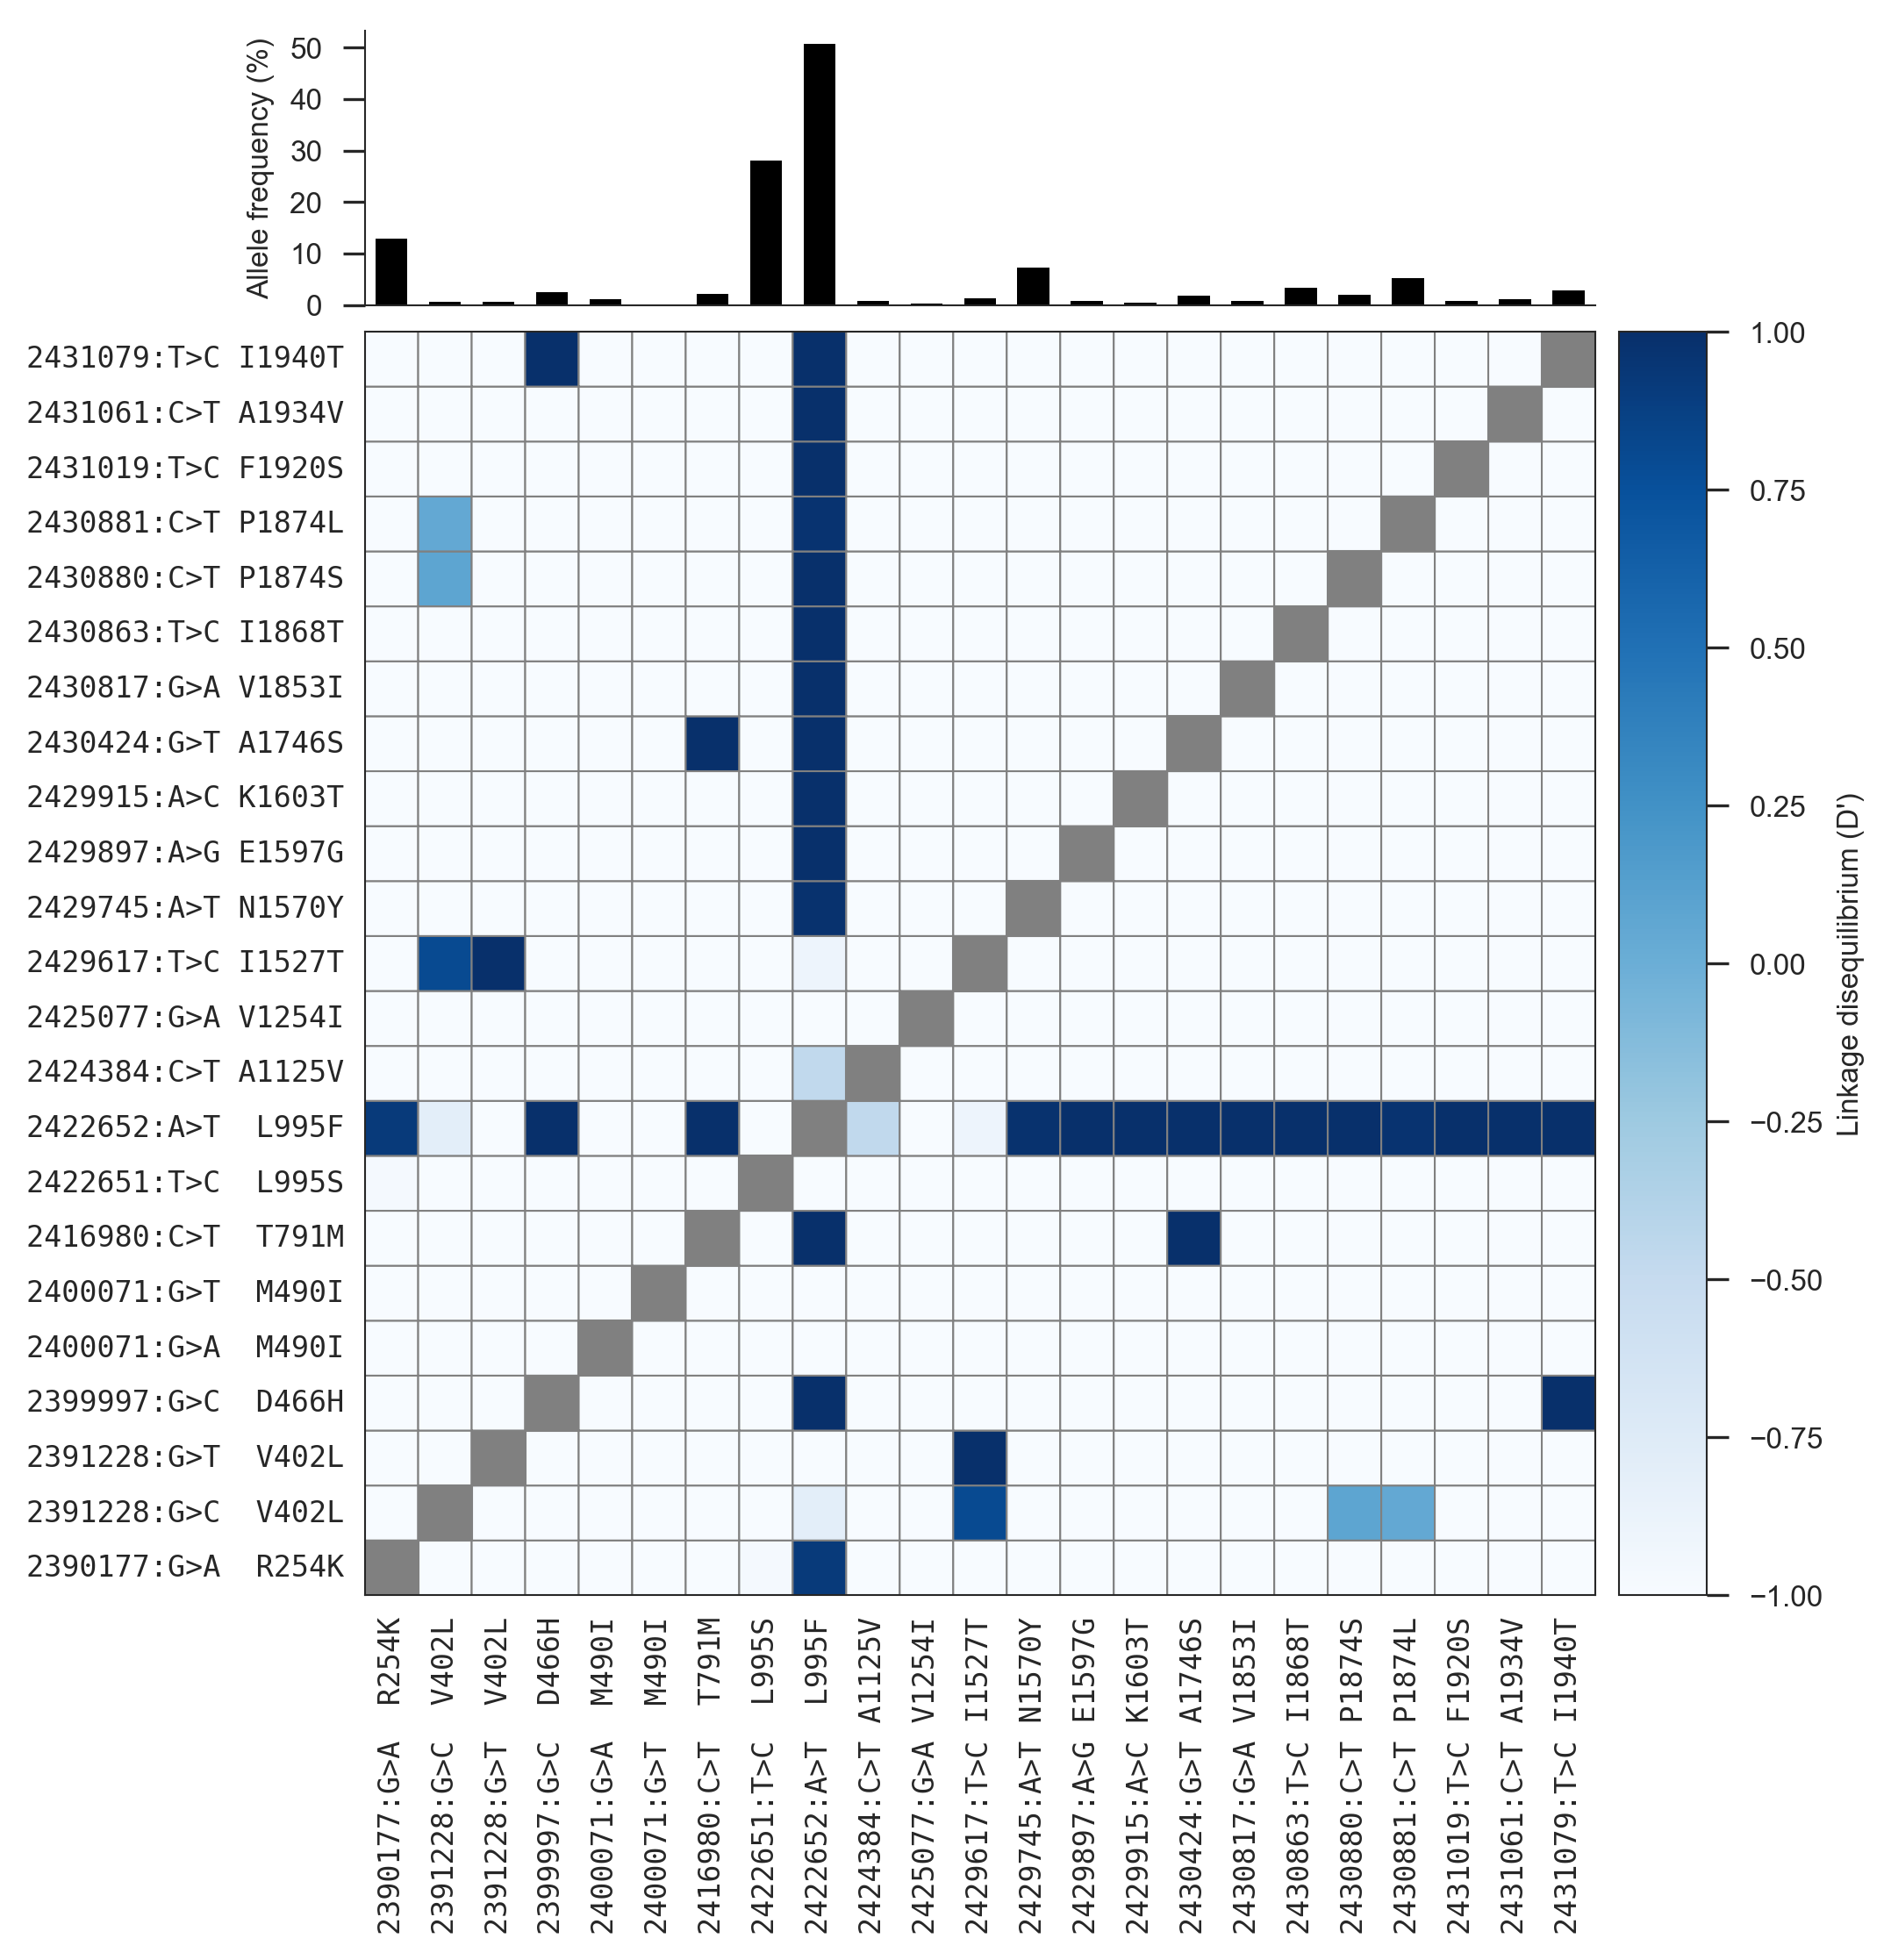 Allele frequency (%)
50
40
30
20
10
0
2431079:T>C I1940T
2431061:C>T A1934V
2431019:T>C F1920S
2430881:C>T P1874L
2430880:C>T P1874S
2430863:T>C I1868T
2430817:G>A V1853I
2430424:G>T A1746S
2429915:A>C K1603T
2429897:A>G E1597G
2429745:A>T N1570Y
2429617:T>C I1527T
2425077:G>A V1254I
2424384:C>T A1125V
2422652:A>T L995F
2422651:T>C L995S
2416980:C>T T791M
2400071:G>T M490I
2400071:G>A M490I
2399997:G>C D466H
2391228:G>T V402L
2391228:G>C V402L
2390177:G>A R254K
2390177:G>A R254K
2391228:G>C V402L
2391228:G>T V402L
2399997:G>C D466H
2400071:G>A M490I
2400071:G>T M490I
2416980:C>T T791M
2422651:T>C L995S
2422652:A>T L995F
2424384:C>T A1125V
2425077:G>A V1254I
2429617:T>C I1527T
2429745:A>T N1570Y
2429897:A>G E1597G
2429915:A>C K1603T
2430424:G>T A1746S
2430817:G>A V1853I
2430863:T>C I1868T
2430880:C>T P1874S
2430881:C>T P1874L
2431019:T>C F1920S
2431061:C>T A1934V
2431079:T>C I1940T
1.00
0.75
0.50
0.25
0.00
−0.25
−0.50
−0.75
−1.00
Linkage disequilibrium (D')